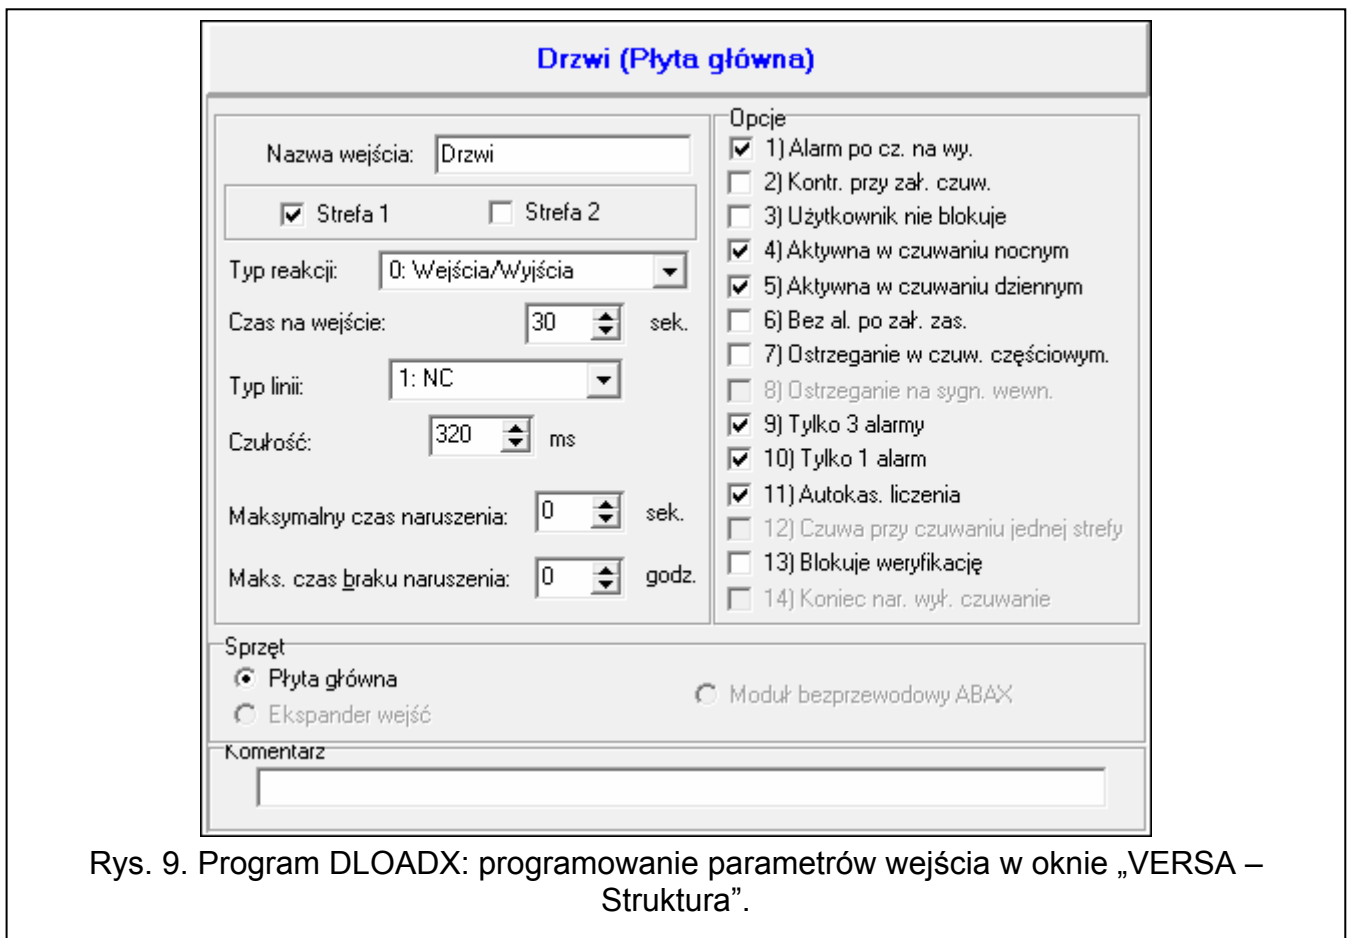 Drzwi (Płyta główna)
Nazwa wejścia: Drzwi
Strefa 1 Strefa 2
Typ reakcji: 0: Wejścia/Wyjścia
Czas na wejście: 30 sek.
Typ linii: 1: NC
Czułość: 320 ms
Maksymalny czas naruszenia: 0 sek.
Maks. czas braku naruszenia: 0 godz.
Opcje
1) Alarm po cz. na wy.
2) Kontr. przy zał. czuw.
3) Użytkownik nie blokuje
4) Aktywna w czuwaniu nocnym
5) Aktywna w czuwaniu dziennym
6) Bez al. po zał. zas.
7) Ostrzeganie w czuw. częściowym.
8) Ostrzeganie na sygn. wewn.
9) Tylko 3 alarmy
10) Tylko 1 alarm
11) Autokas. liczenia
12) Czuwa przy czuwaniu jednej strefy
13) Blokuje weryfikację
14) Koniec nar. wył. czuwanie
Sprzęt
Płyta główna
Ekspander wejść
Moduł bezprzewodowy ABAX
Komentarz
Rys. 9. Program DLOADX: programowanie parametrów wejścia w oknie „VERSA –
Struktura”.